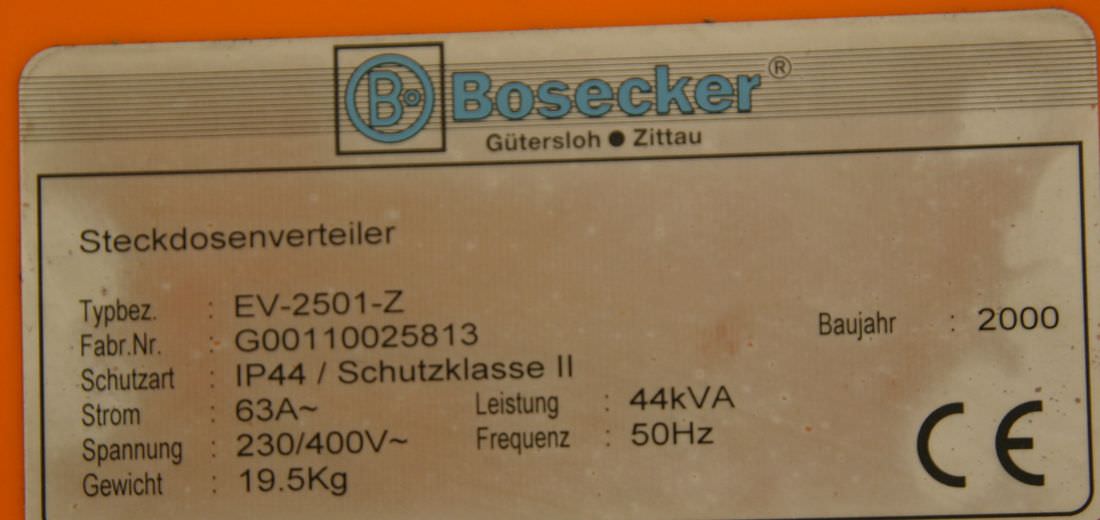 Bo Bosecker®
Gütersloh ● Zittau
Steckdosenverteiler
Typbez. : EV-2501-Z
Fabr.Nr. : G00110025813 Baujahr : 2000
Schutzart : IP44 / Schutzklasse II
Strom : 63A~ Leistung : 44kVA
Spannung : 230/400V~ Frequenz : 50Hz
Gewicht : 19.5Kg
CE